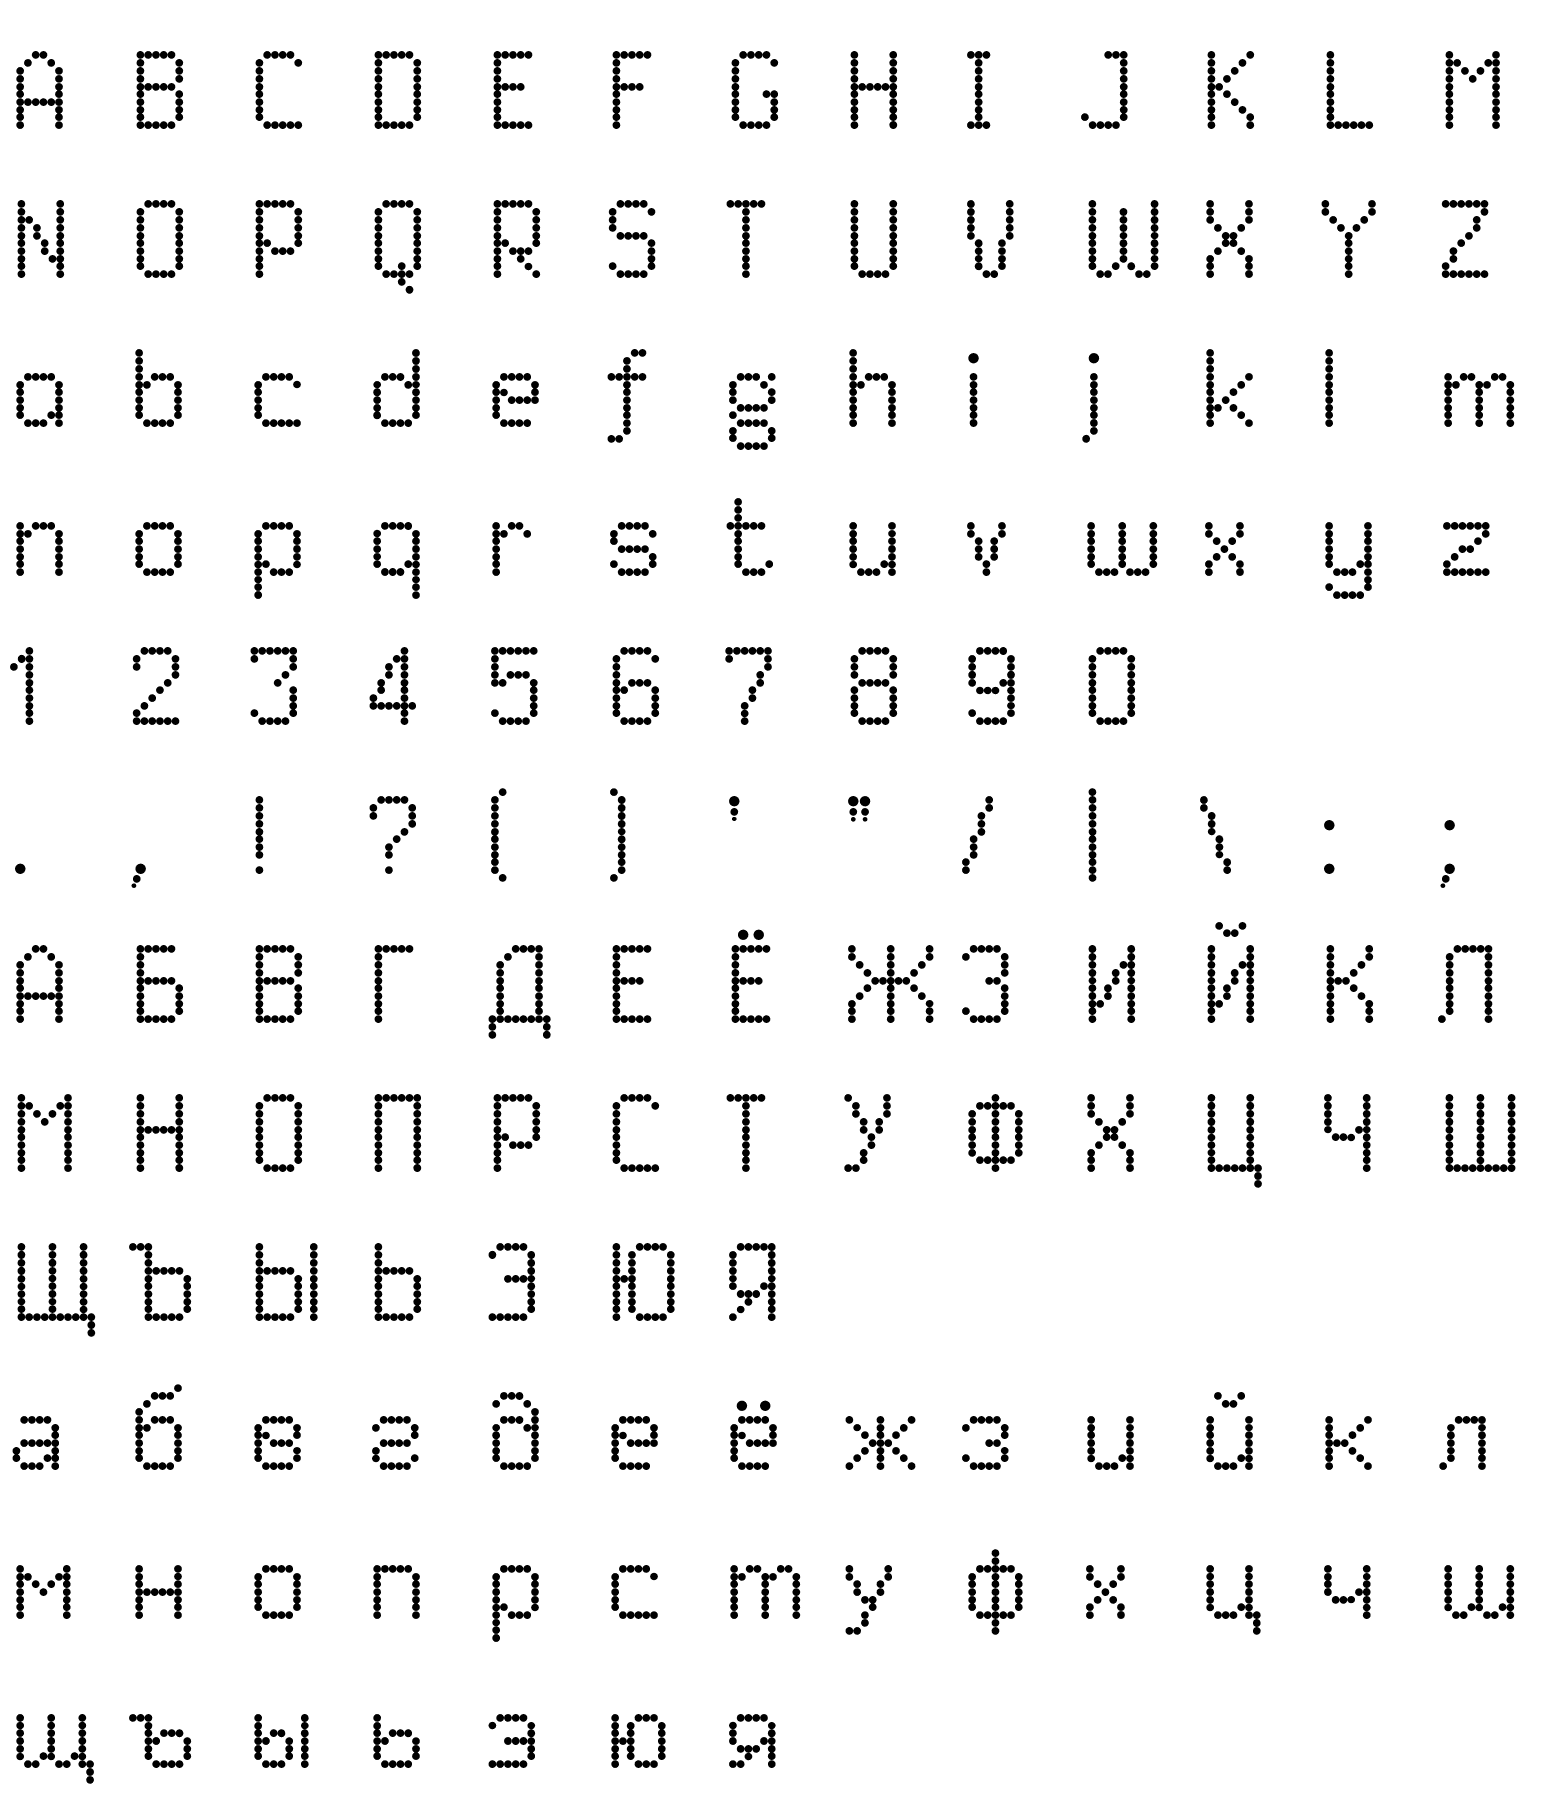 A B C D E F G H I J K L M
N O P Q R S T U V W X Y Z
a b c d e f g h i j k l m
n o p q r s t u v w x y z
1 2 3 4 5 6 7 8 9 0
. , ! ? ( ) ' " / | \ : ;
А Б В Г Д Е Ё Ж З И Й К Л
М Н О П Р С Т У Ф Х Ц Ч Ш
Щ Ъ Ы Ь Э Ю Я
а б в г д е ё ж з и й к л
м н о п р с т у ф х ц ч ш
щ ъ ы ь э ю я